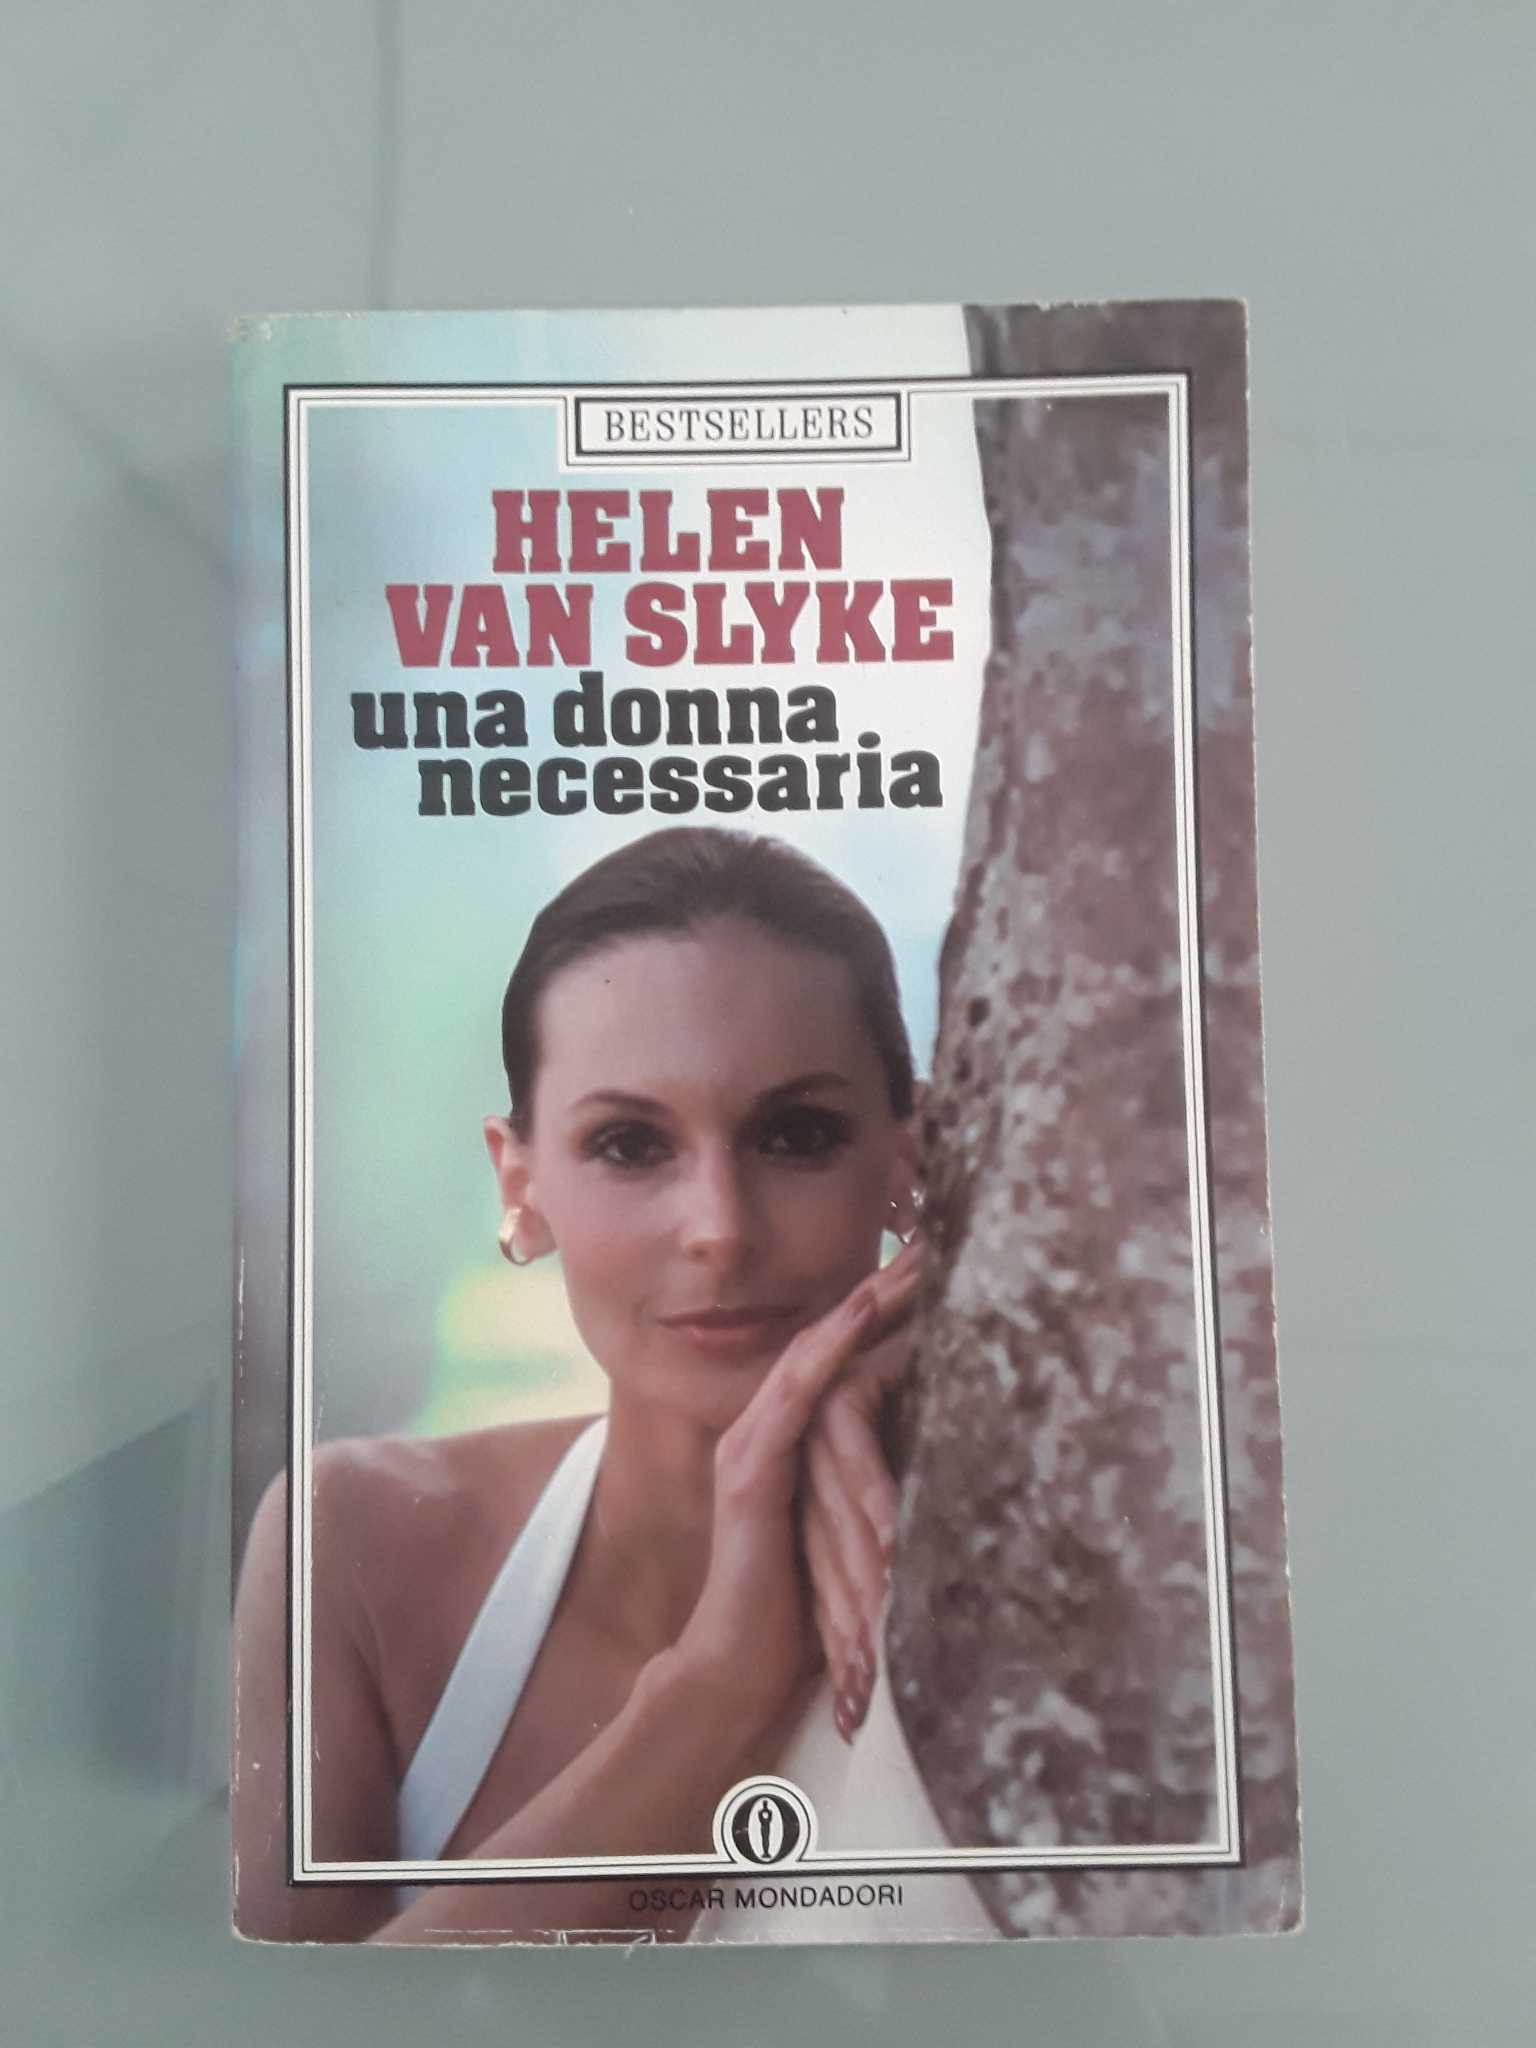 BESTSELLERS
HELEN
VAN SLYKE
una donna
necessaria
OSCAR MONDADORI